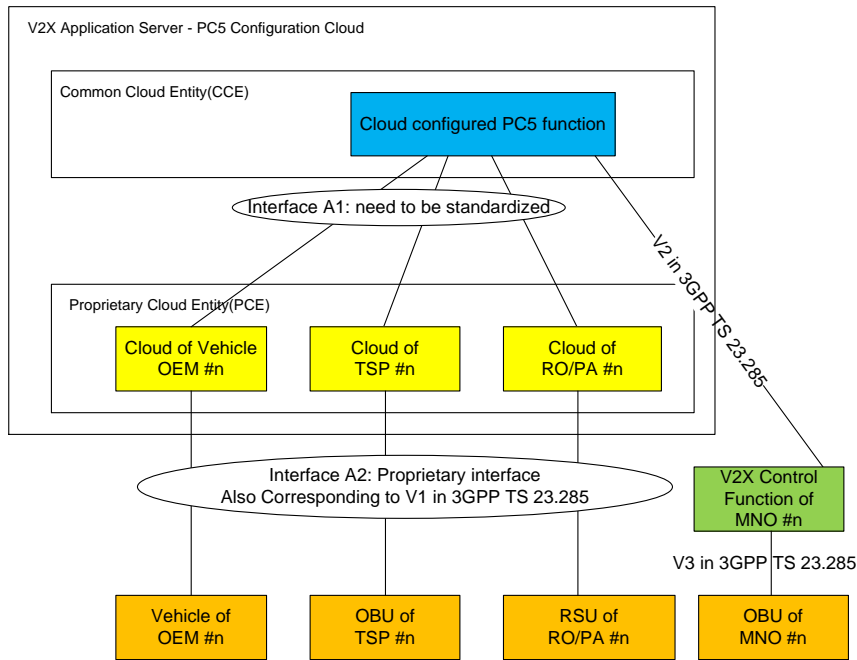 V2X Application Server - PC5 Configuration Cloud
Common Cloud Entity(CCE)
Cloud configured PC5 function
Interface A1: need to be standardized
V2 in 3GPP TS 23.285
Proprietary Cloud Entity(PCE)
Cloud of Vehicle
OEM #n
Cloud of
TSP #n
Cloud of
RO/PA #n
Interface A2: Proprietary interface
Also Corresponding to V1 in 3GPP TS 23.285
V2X Control
Function of
MNO #n
V3 in 3GPP TS 23.285
Vehicle of
OEM #n
OBU of
TSP #n
RSU of
RO/PA #n
OBU of
MNO #n